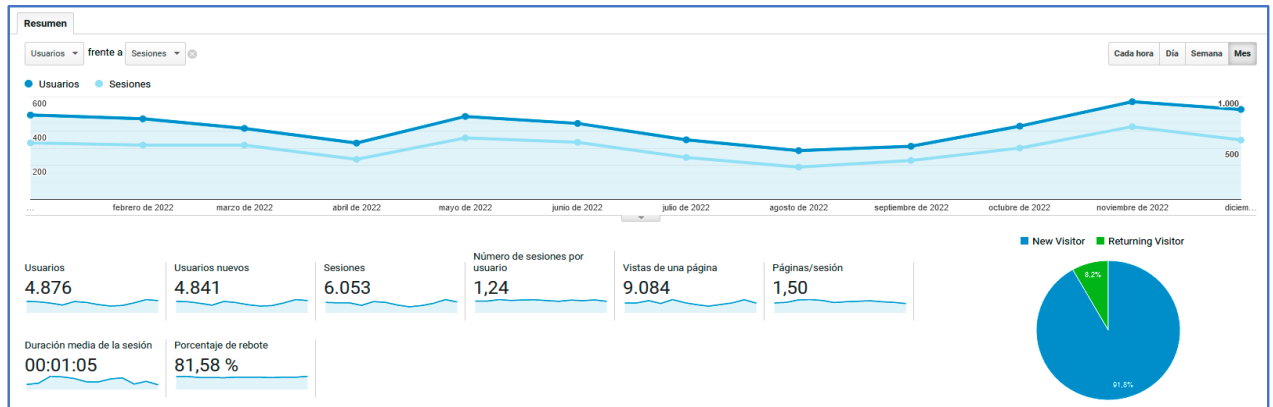 Resumen
Usuarios frente a Sesiones
Cada hora Día Semana Mes
Usuarios Sesiones
600 1.000
400
500
200
... febrero de 2022 marzo de 2022 abril de 2022 mayo de 2022 junio de 2022 julio de 2022 agosto de 2022 septiembre de 2022 octubre de 2022 noviembre de 2022 diciem...
New Visitor Returning Visitor
Usuarios
4.876
Usuarios nuevos
4.841
Sesiones
6.053
Número de sesiones por
usuario
1,24
Vistas de una página
9.084
Páginas/sesión
1,50
Duración media de la sesión
00:01:05
Porcentaje de rebote
81,58 %
8,2%
91,8%